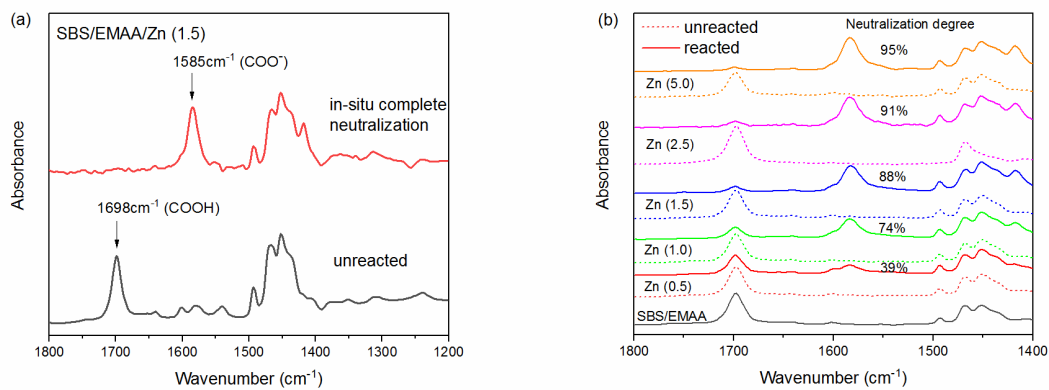 (a)
SBS/EMAA/Zn (1.5)
1585cm⁻¹ (COO⁻)
in-situ complete
neutralization
1698cm⁻¹ (COOH)
unreacted
Absorbance
1800 1700 1600 1500 1400 1300 1200
Wavenumber (cm⁻¹)
(b)
unreacted
reacted
Neutralization degree
95%
Zn (5.0)
91%
Zn (2.5)
88%
Zn (1.5)
74%
Zn (1.0)
39%
Zn (0.5)
SBS/EMAA
Absorbance
1800 1700 1600 1500 1400
Wavenumber (cm⁻¹)